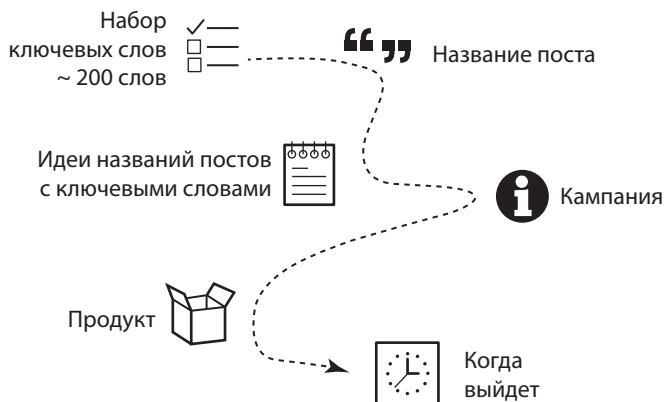 Набор
ключевых слов
~ 200 слов
Название поста
Идеи названий постов
с ключевыми словами
Кампания
Продукт
Когда
выйдет